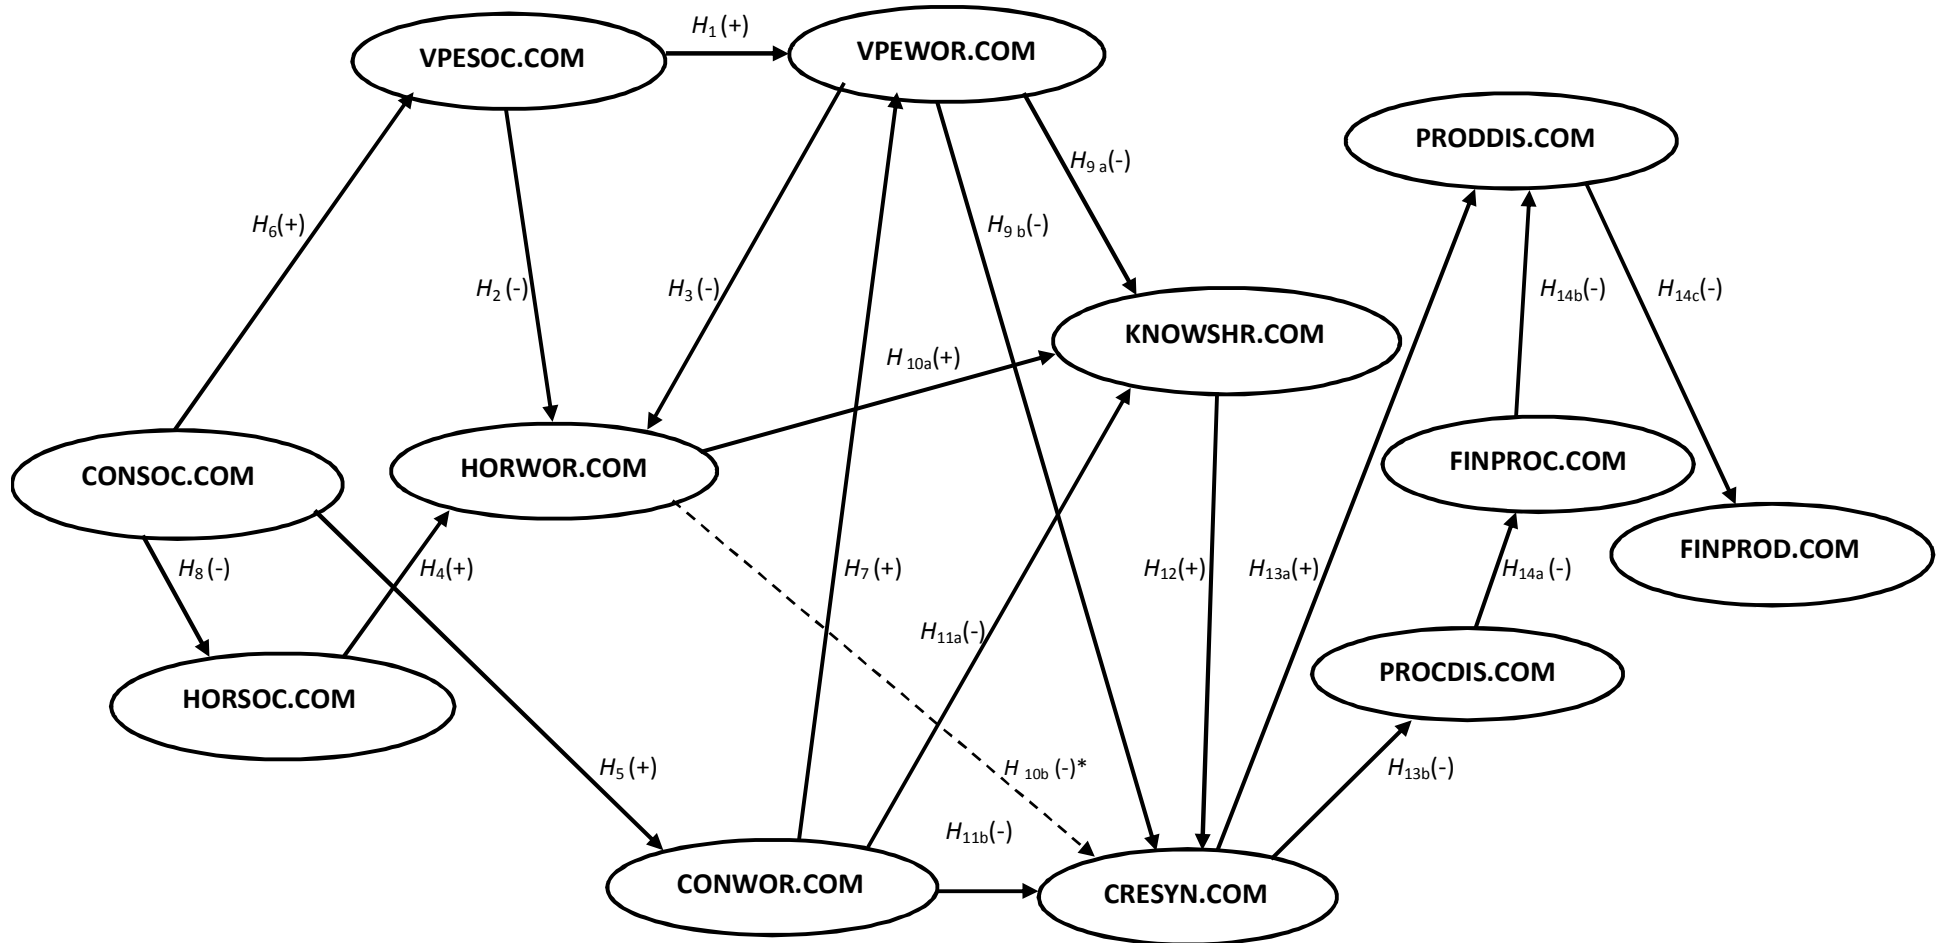 H1 (+)
VPESOC.COM
VPEWOR.COM
PRODDIS.COM
H9 a(-)
H6(+)
H9 b(-)
H2 (-)
H3 (-)
H14b(-)
H14c(-)
KNOWSHR.COM
H 10a(+)
CONSOC.COM
HORWOR.COM
FINPROC.COM
FINPROD.COM
H8 (-)
H4(+)
H7 (+)
H12(+)
H13a(+)
H14a (-)
H11a(-)
PROCDIS.COM
HORSOC.COM
H5 (+)
H 10b (-)*
H13b(-)
H11b(-)
CONWOR.COM
CRESYN.COM